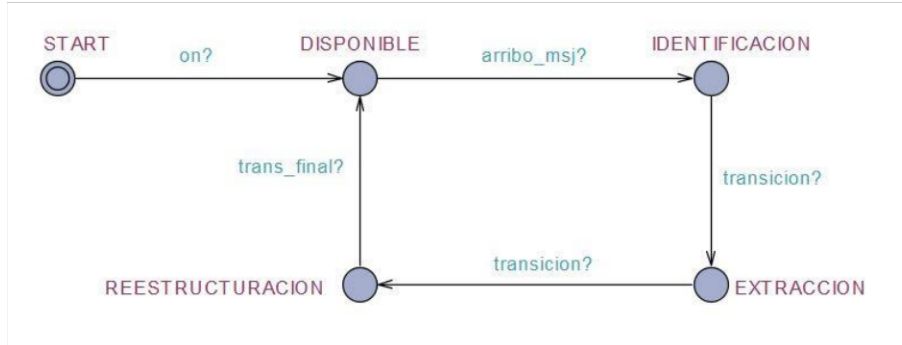 START
on?
DISPONIBLE
arribo_msj?
IDENTIFICACION
trans_final?
transicion?
REESTRUCTURACION
transicion?
EXTRACCION